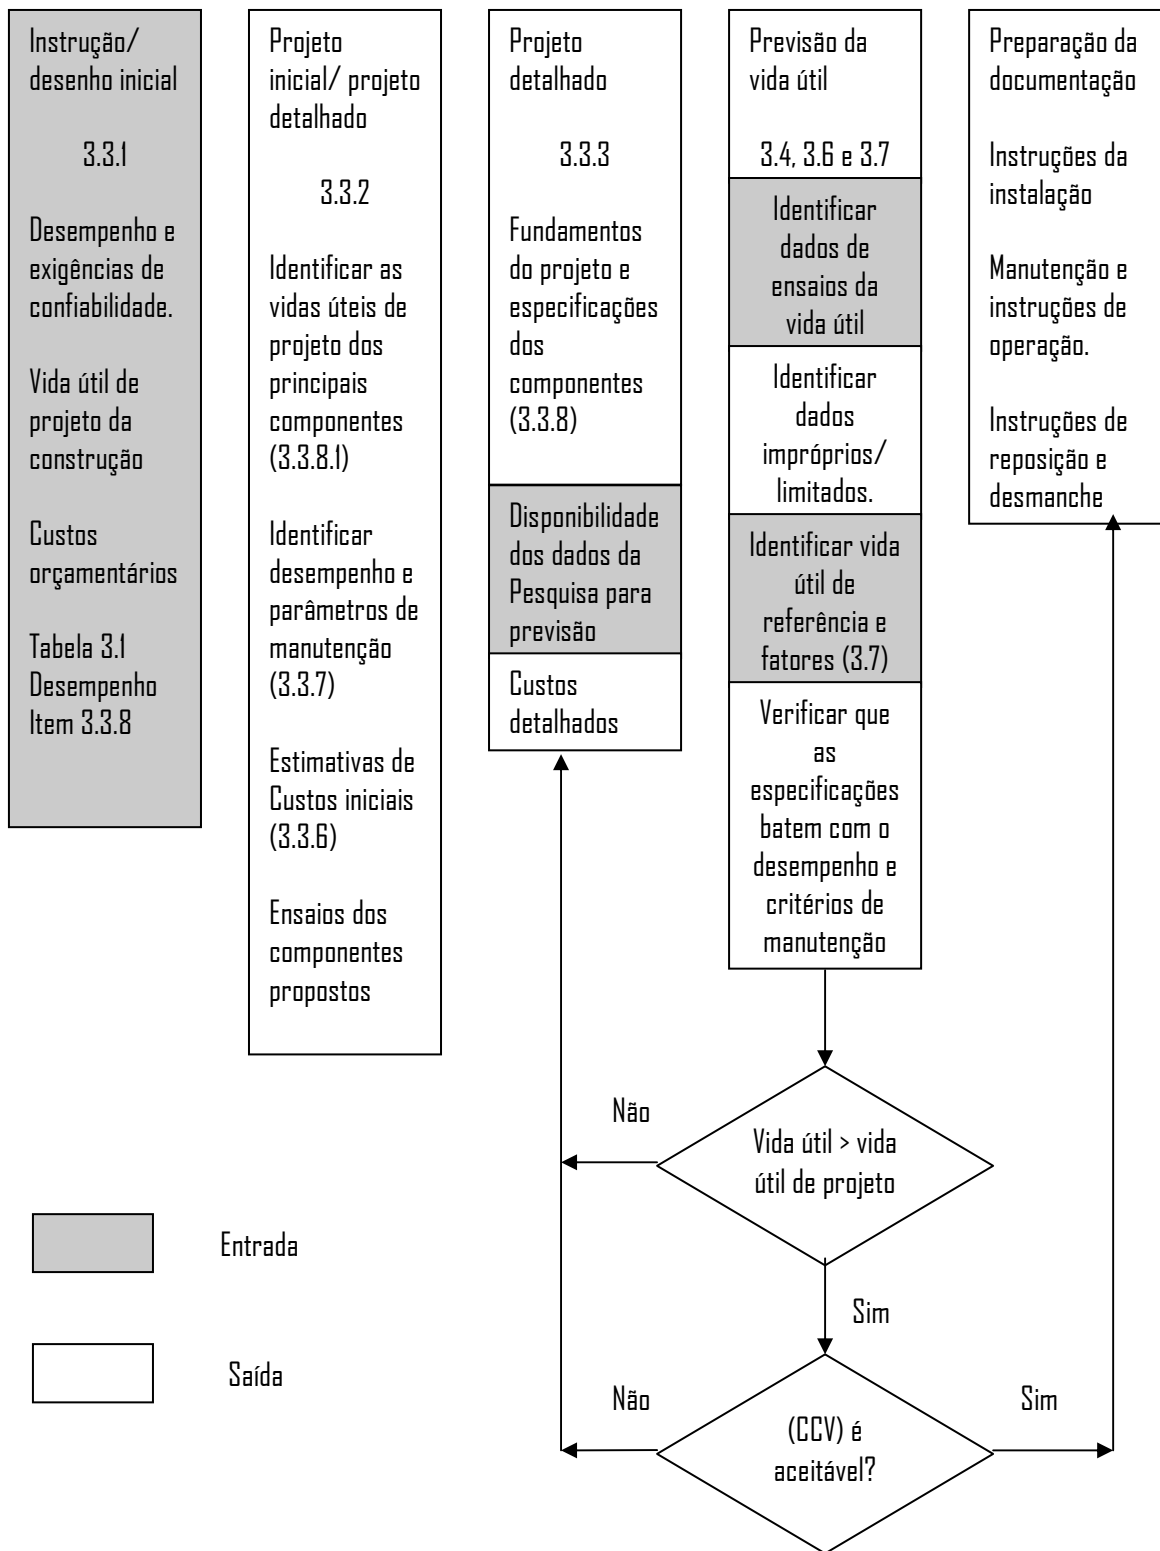 Instrução/
desenho inicial
3.3.1
Desempenho e
exigências de
confiabilidade.
Vida útil de
projeto da
construção
Custos
orçamentários
Tabela 3.1
Desempenho
Item 3.3.8
Projeto
inicial/ projeto
detalhado
3.3.2
Identificar as
vidas úteis de
projeto dos
principais
componentes
(3.3.8.1)
Identificar
desempenho e
parâmetros de
manutenção
(3.3.7)
Estimativas de
Custos iniciais
(3.3.6)
Ensaios dos
componentes
propostos
Projeto
detalhado
3.3.3
Fundamentos
do projeto e
especificações
dos
componentes
(3.3.8)
Disponibilidade
dos dados da
Pesquisa para
previsão
Custos
detalhados
Previsão da
vida útil
3.4, 3.6 e 3.7
Identificar
dados de
ensaios da
vida útil
Identificar
dados
impróprios/
limitados.
Identificar vida
útil de
referência e
fatores (3.7)
Verificar que
as
especificações
batem com o
desempenho e
critérios de
manutenção
Preparação da
documentação
Instruções da
instalação
Manutenção e
instruções de
operação.
Instruções de
reposição e
desmanche
Não
Vida útil > vida
útil de projeto
Entrada
Sim
Saída
Não
Sim
(CCV) é
aceitável?